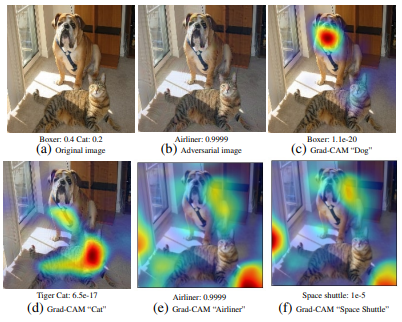 Boxer: 0.4 Cat: 0.2
(a) Original image
Airliner: 0.9999
(b) Adversarial image
Boxer: 1.1e-20
(c) Grad-CAM “Dog”
Tiger Cat: 6.5e-17
(d) Grad-CAM “Cat”
Airliner: 0.9999
(e) Grad-CAM “Airliner”
Space shuttle: 1e-5
(f) Grad-CAM “Space Shuttle”